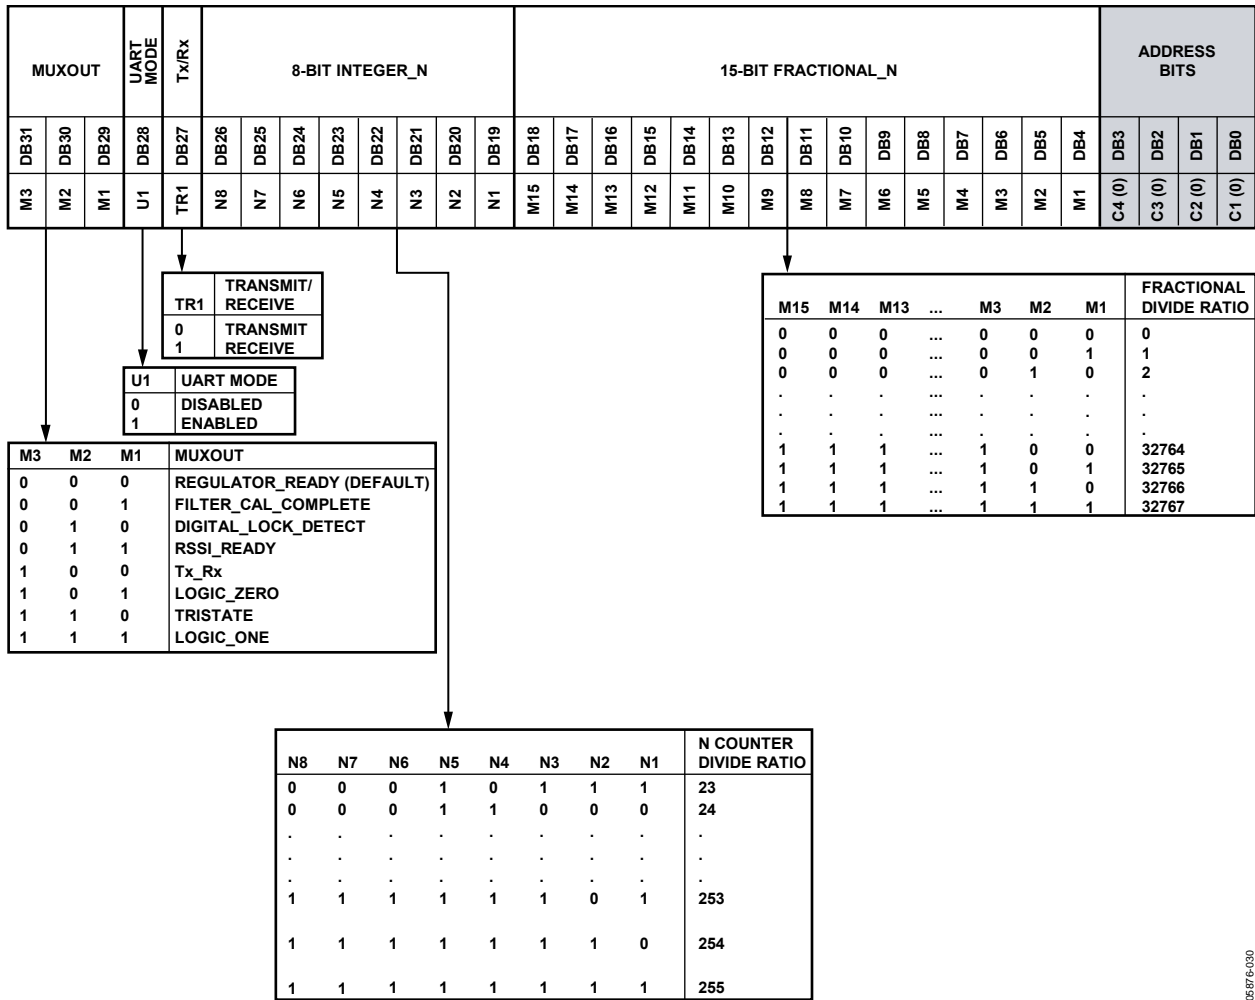 MUXOUT
UART
MODE
Tx/Rx
8-BIT INTEGER_N
15-BIT FRACTIONAL_N
ADDRESS
BITS
DB31 DB30 DB29 DB28 DB27 DB26 DB25 DB24 DB23 DB22 DB21 DB20 DB19 DB18 DB17 DB16 DB15 DB14 DB13 DB12 DB11 DB10 DB9 DB8 DB7 DB6 DB5 DB4 DB3 DB2 DB1 DB0
M3 M2 M1 U1 TR1 N8 N7 N6 N5 N4 N3 N2 N1 M15 M14 M13 M12 M11 M10 M9 M8 M7 M6 M5 M4 M3 M2 M1 C4 (0) C3 (0) C2 (0) C1 (0)
TRANSMIT/
TR1 RECEIVE
0 TRANSMIT
1 RECEIVE
U1 UART MODE
0 DISABLED
1 ENABLED
M3 M2 M1 MUXOUT
0 0 0 REGULATOR_READY (DEFAULT)
0 0 1 FILTER_CAL_COMPLETE
0 1 0 DIGITAL_LOCK_DETECT
0 1 1 RSSI_READY
1 0 0 Tx_Rx
1 0 1 LOGIC_ZERO
1 1 0 TRISTATE
1 1 1 LOGIC_ONE
FRACTIONAL
M15 M14 M13 ... M3 M2 M1 DIVIDE RATIO
0 0 0 ... 0 0 0 0
0 0 0 ... 0 0 1 1
0 0 0 ... 0 1 0 2
. . . ... . . . .
. . . ... . . . .
. . . ... . . . .
1 1 1 ... 1 0 0 32764
1 1 1 ... 1 0 1 32765
1 1 1 ... 1 1 0 32766
1 1 1 ... 1 1 1 32767
N COUNTER
N8 N7 N6 N5 N4 N3 N2 N1 DIVIDE RATIO
0 0 0 1 0 1 1 1 23
0 0 0 1 1 0 0 0 24
. . . . . . . . .
. . . . . . . . .
. . . . . . . . .
1 1 1 1 1 1 0 1 253
1 1 1 1 1 1 1 0 254
1 1 1 1 1 1 1 1 255
05876-030